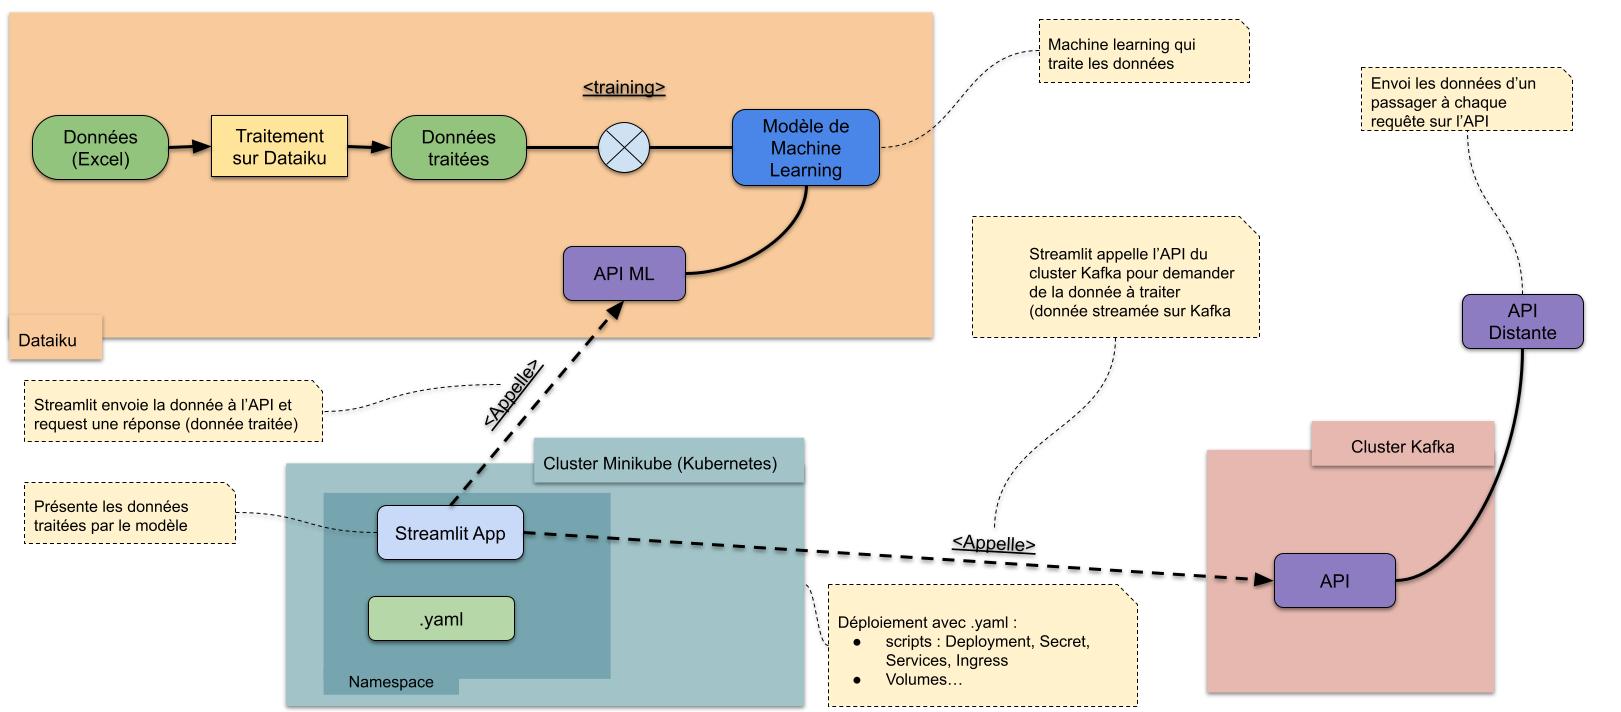 Machine learning qui
traite les données
Envoi les données d'un
passager à chaque
requête sur l'API
<training>
Données
(Excel)
Traitement
sur Dataiku
Données
traitées
Modèle de
Machine
Learning
API ML
Dataiku
Streamlit appelle l'API du
cluster Kafka pour demander
de la donnée à traiter
(donnée streamée sur Kafka
API
Distante
Streamlit envoie la donnée à l'API et
request une réponse (donnée traitée)
<Appelle>
Cluster Minikube (Kubernetes)
Cluster Kafka
Présente les données
traitées par le modèle
Streamlit App
<Appelle>
API
.yaml
Namespace
Déploiement avec .yaml :
● scripts : Deployment, Secret,
Services, Ingress
● Volumes…